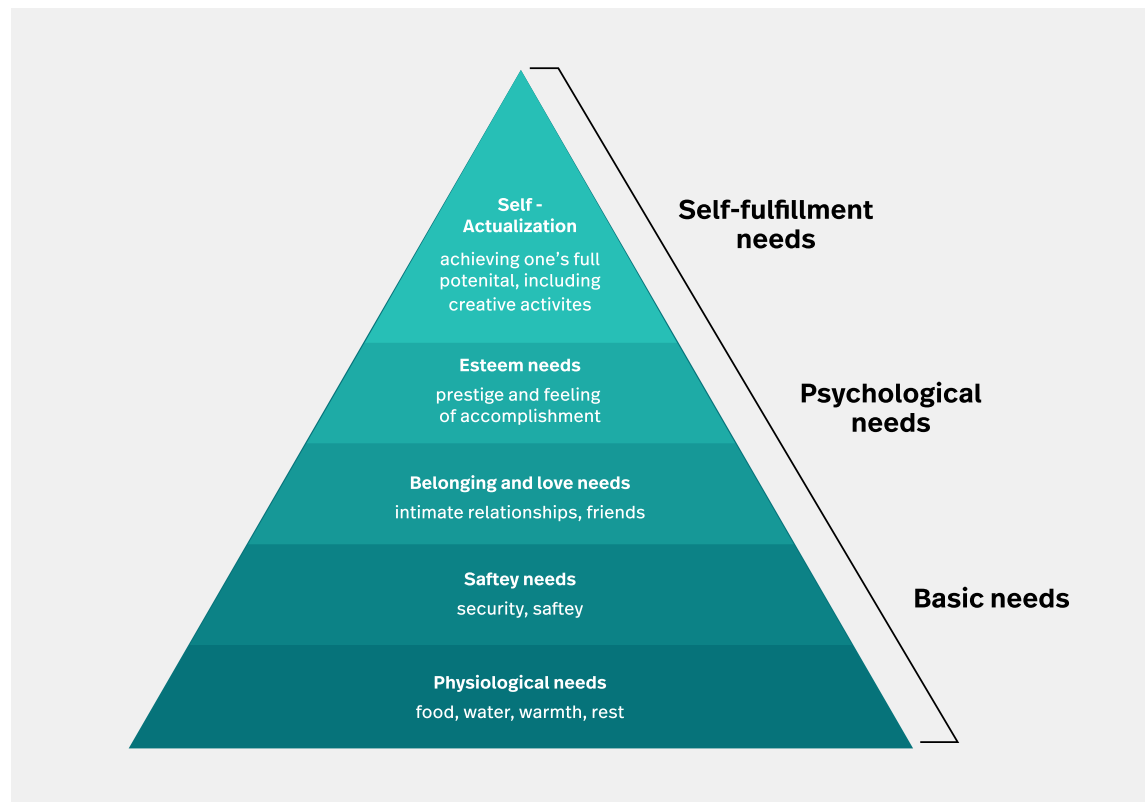 Self -
Actualization
achieving one's full
potenital, including
creative activites
Self-fulfillment
needs
Esteem needs
prestige and feeling
of accomplishment
Psychological
needs
Belonging and love needs
intimate relationships, friends
Saftey needs
security, saftey
Basic needs
Physiological needs
food, water, warmth, rest